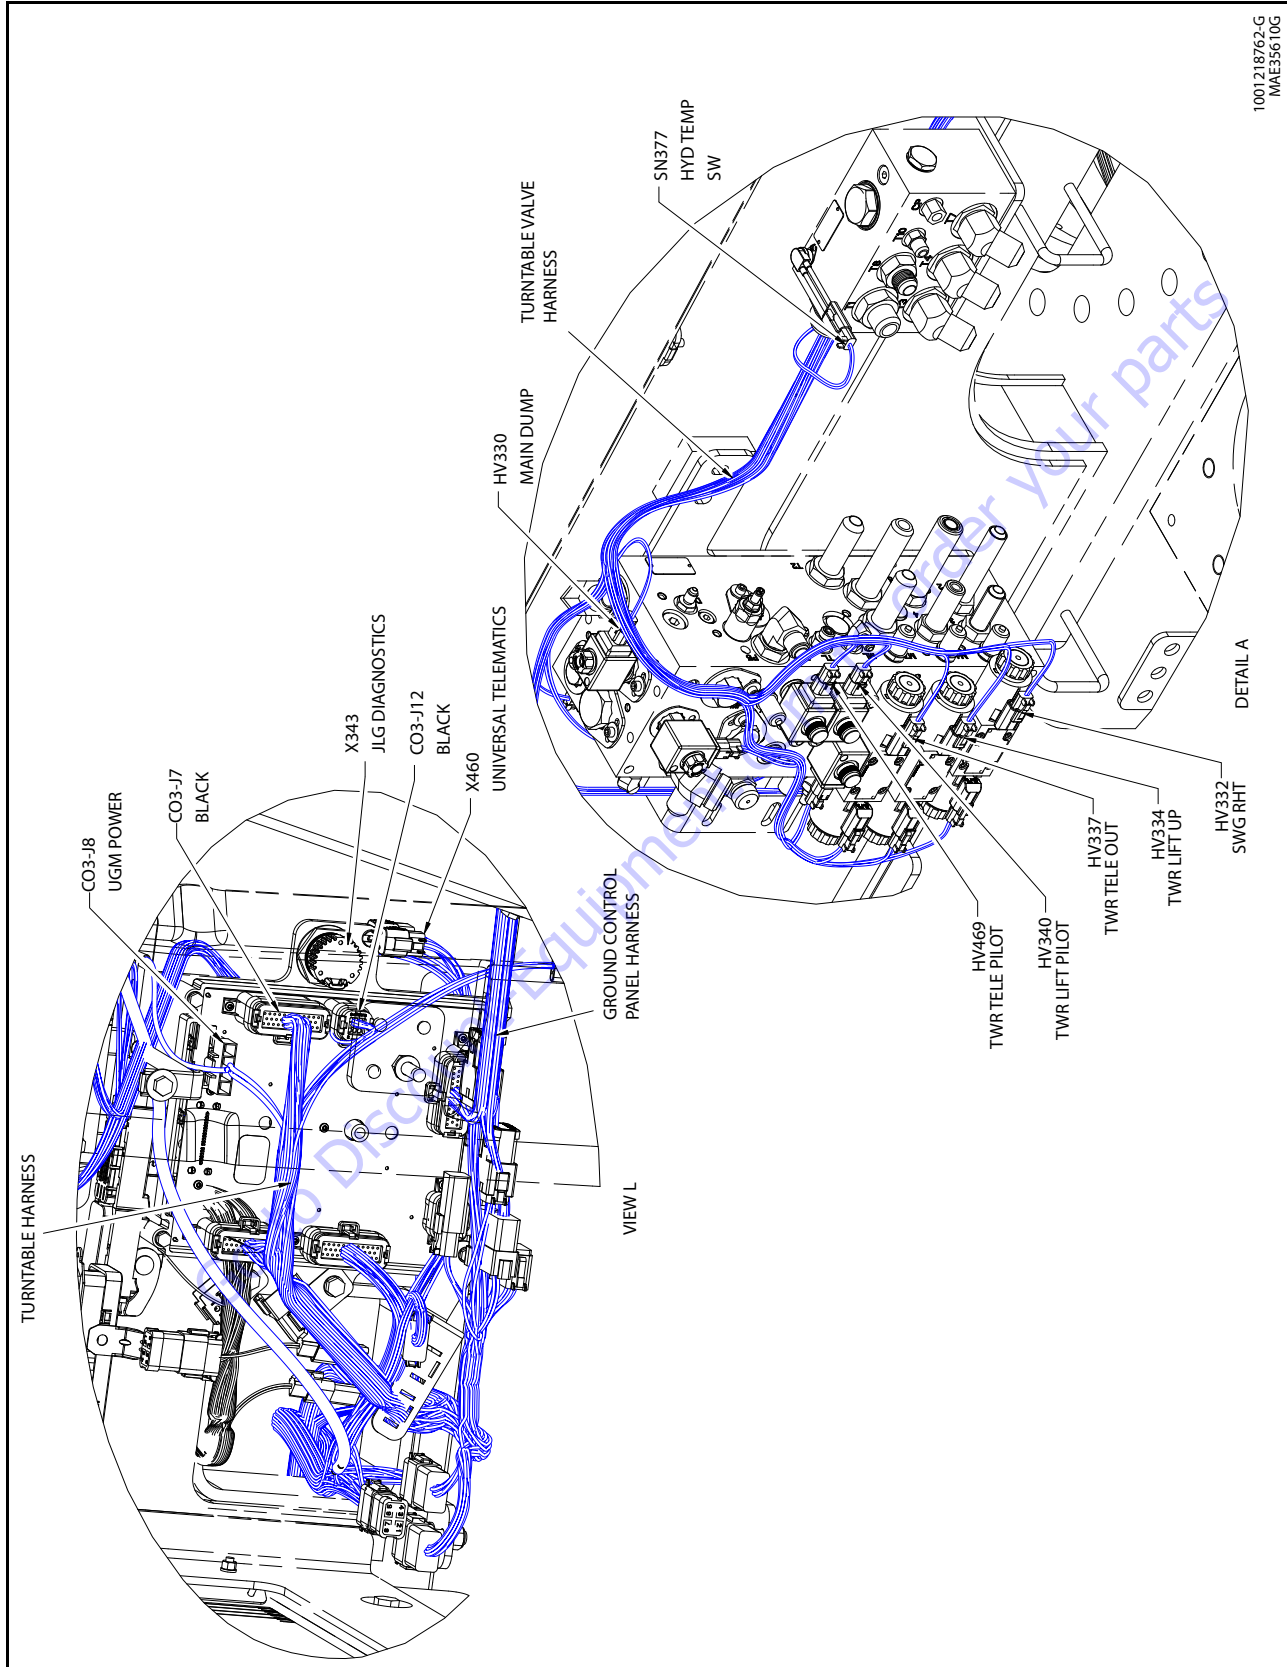 TURNTABLE HARNESS
CO3-J8
UGM POWER
CO3-J7
BLACK
X343
JLG DIAGNOSTICS
CO3-J12
BLACK
X460
UNIVERSAL TELEMATICS
GROUND CONTROL
PANEL HARNESS
VIEW L
HV330
MAIN DUMP
TURNTABLE VALVE
HARNESS
SN377
HYD TEMP
SW
HV469
TWR TELE PILOT
HV340
TWR LIFT PILOT
HV337
TWR TELE OUT
HV334
TWR LIFT UP
HV332
SWG RHT
DETAIL A
1001218762-G
MAE35610G